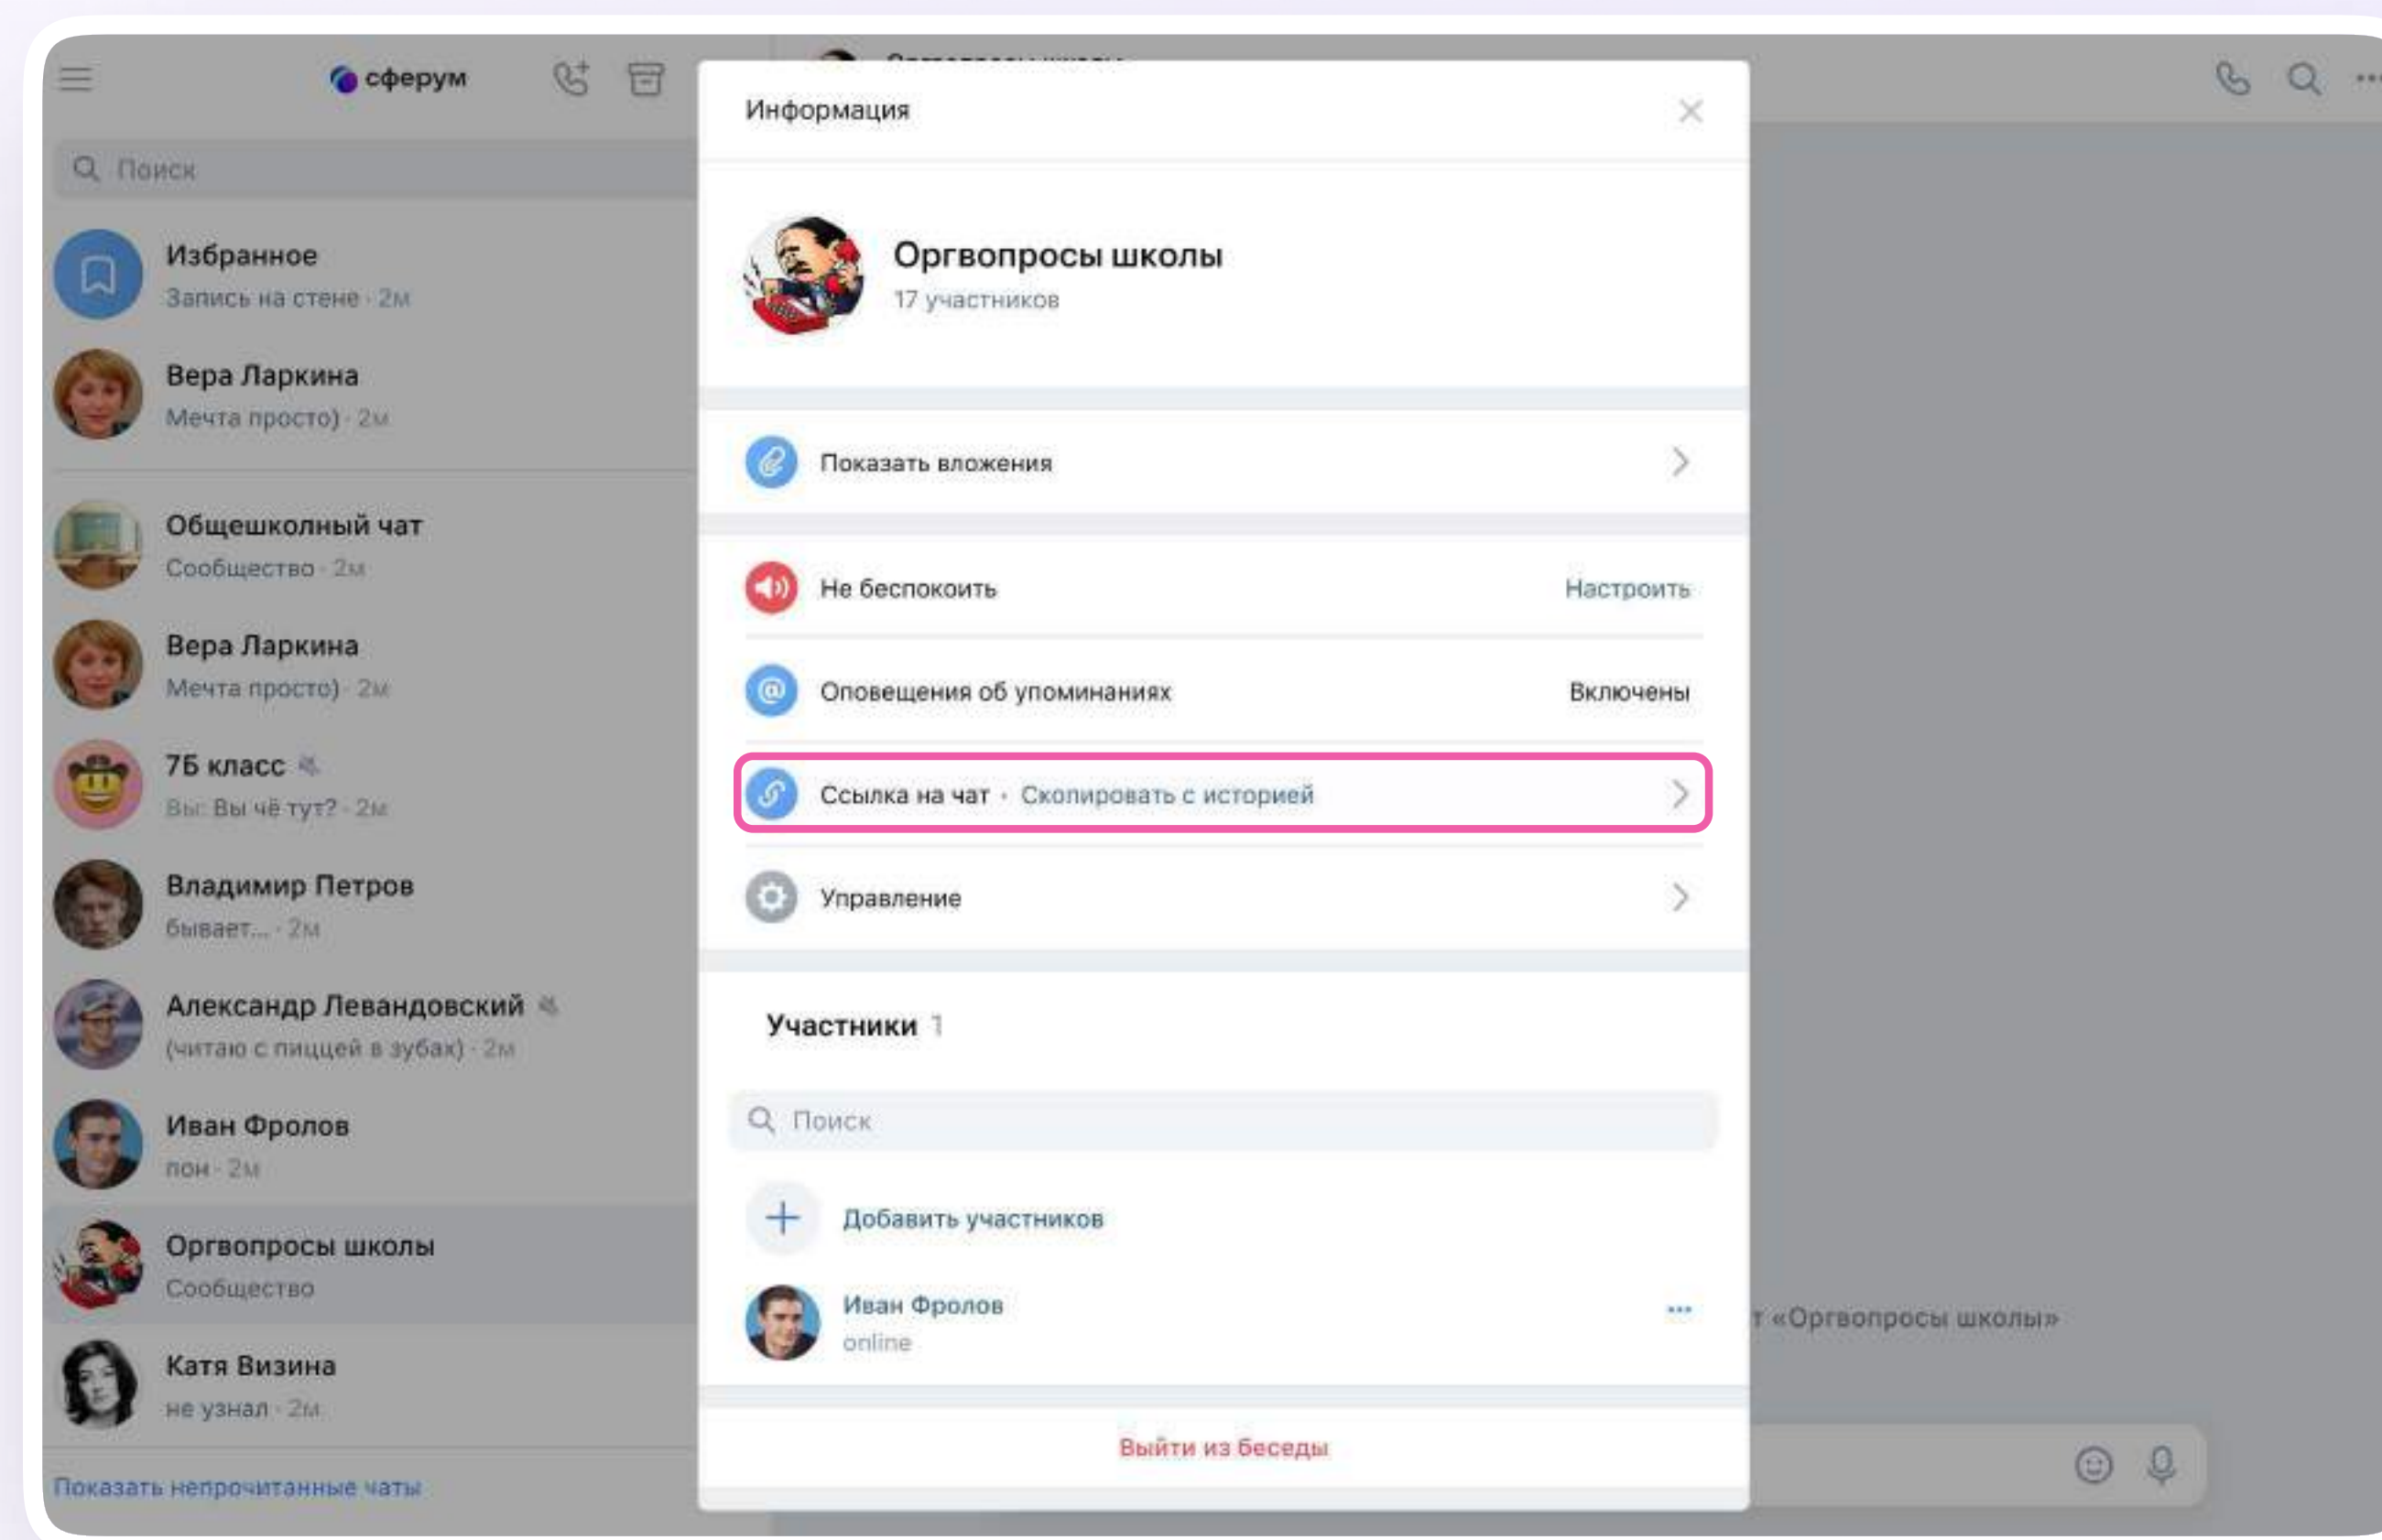 сферум
Поиск
Избранное
Запись на стене · 2м
Вера Ларкина
Мечта просто) · 2м
Общешколный чат
Сообщество · 2м
Вера Ларкина
Мечта просто) · 2м
7Б класс
Вы: Вы чё тут? · 2м
Владимир Петров
бывает... · 2м
Александр Левандовский
(читаю с пиццей в зубах) · 2м
Иван Фролов
пон · 2м
Оргвопросы школы
Сообщество
Катя Визина
не узнал · 2м
Показать непрочитанные чаты
Информация
Оргвопросы школы
17 участников
Показать вложения
Не беспокоить Настроить
Оповещения об упоминаниях Включены
Ссылка на чат · Скопировать с историей
Управление
Участники 1
Поиск
Добавить участников
Иван Фролов
online
Выйти из беседы
т «Оргвопросы школы»